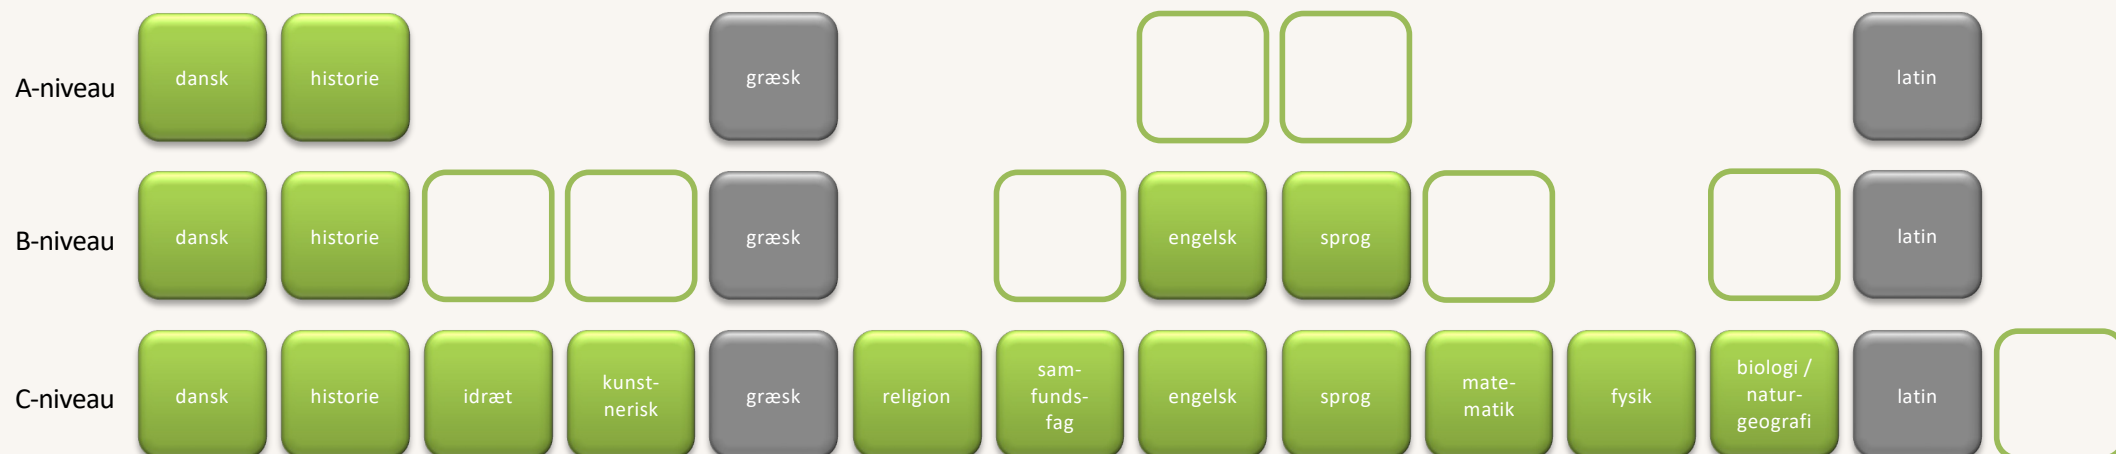 A-niveau
dansk
historie
græsk
latin
B-niveau
dansk
historie
græsk
engelsk
sprog
latin
C-niveau
dansk
historie
idræt
kunst-
nerisk
græsk
religion
sam-
funds-
fag
engelsk
sprog
mate-
matik
fysik
biologi /
natur-
geografi
latin